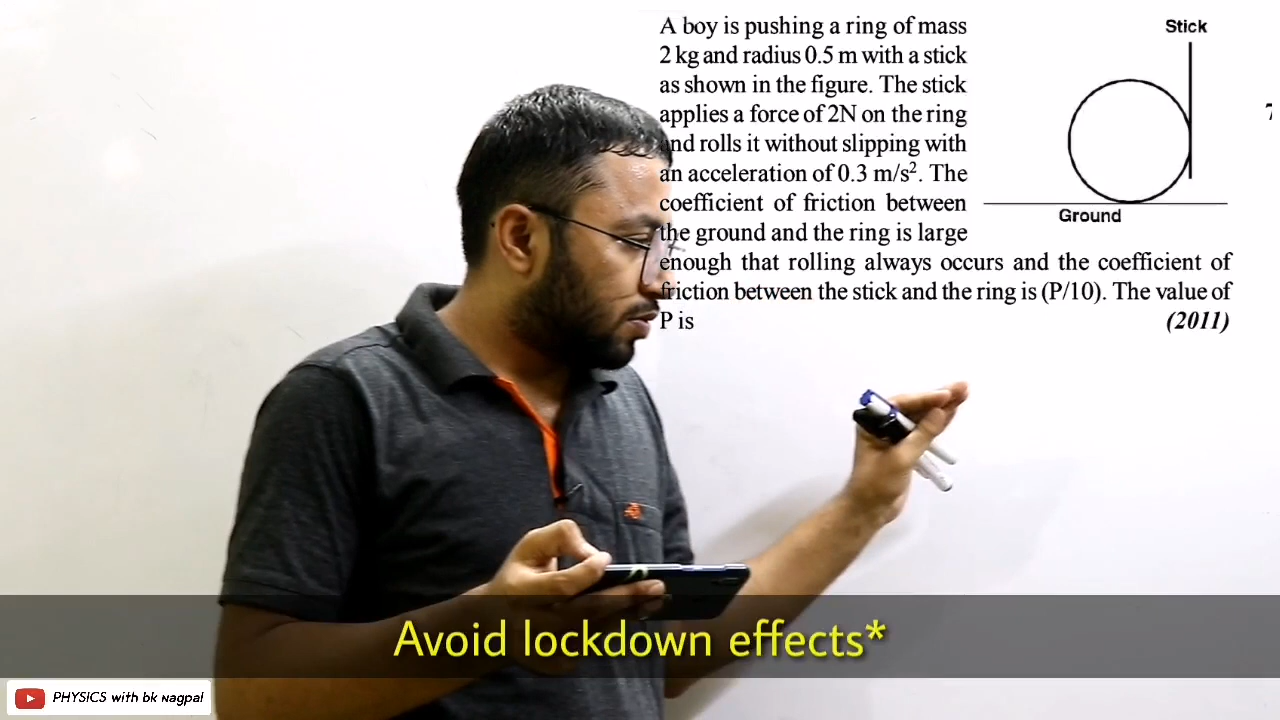 A boy is pushing a ring of mass
2 kg and radius 0.5 m with a stick
as shown in the figure. The stick
applies a force of 2N on the ring
and rolls it without slipping with
an acceleration of 0.3 m/s². The
coefficient of friction between
the ground and the ring is large
enough that rolling always occurs and the coefficient of
friction between the stick and the ring is (P/10). The value of
P is (2011)
Stick
Ground
7
Avoid lockdown effects*
PHYSICS with bk nagpal